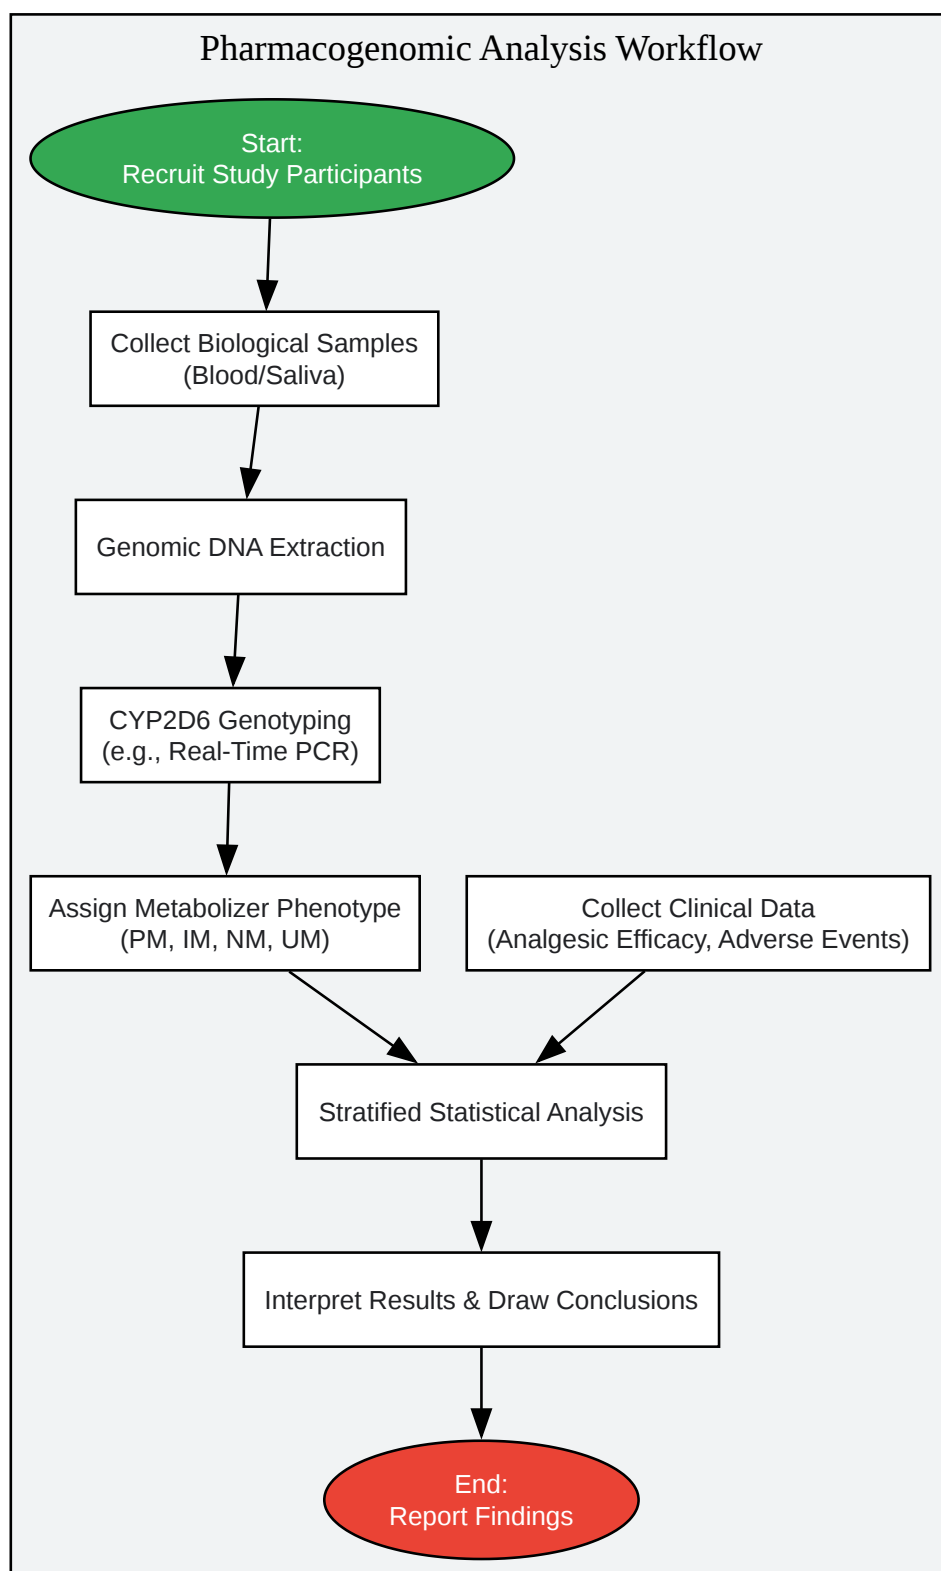 Pharmacogenomic Analysis Workflow
Start:
Recruit Study Participants
Collect Biological Samples
(Blood/Saliva)
Genomic DNA Extraction
CYP2D6 Genotyping
(e.g., Real-Time PCR)
Assign Metabolizer Phenotype
(PM, IM, NM, UM)
Collect Clinical Data
(Analgesic Efficacy, Adverse Events)
Stratified Statistical Analysis
Interpret Results & Draw Conclusions
End:
Report Findings